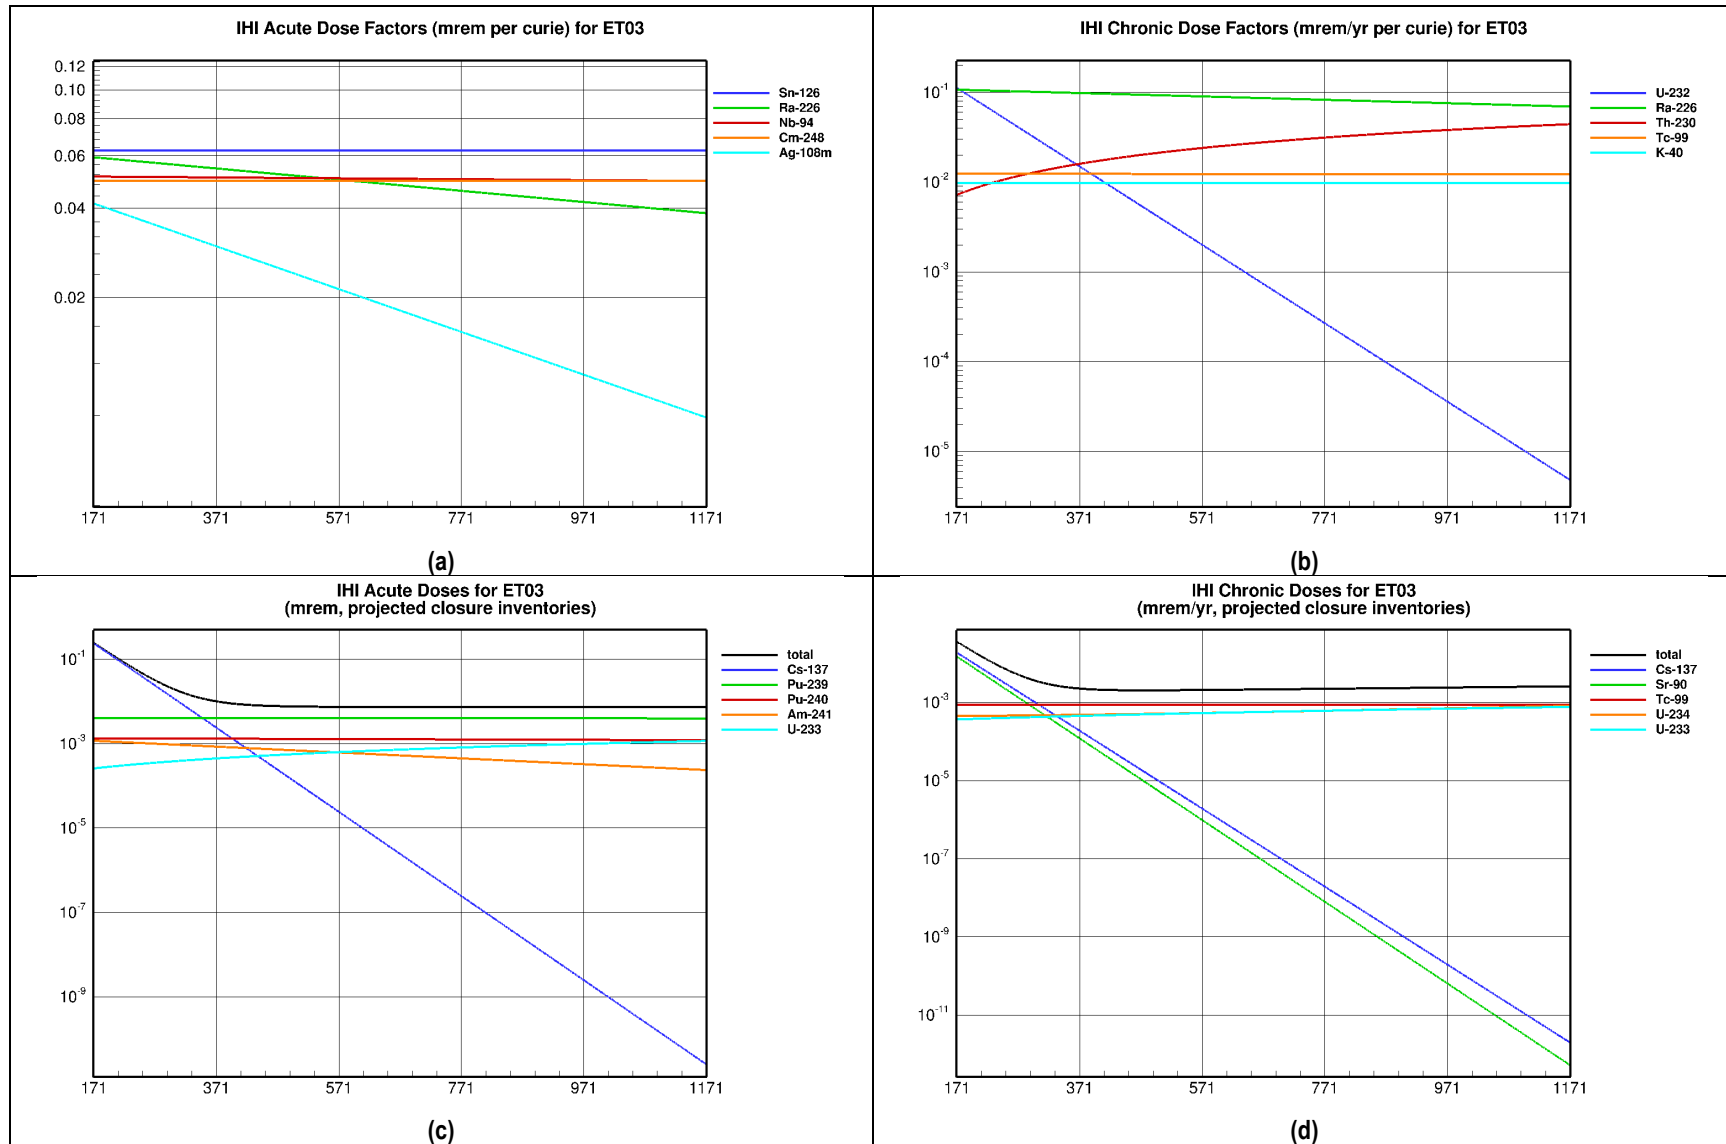 IHI Acute Dose Factors (mrem per curie) for ET03
0.12
0.10
0.08
0.06
0.04
0.02
171 371 571 771 971 1171
Sn-126
Ra-226
Nb-94
Cm-248
Ag-108m
(a)
IHI Chronic Dose Factors (mrem/yr per curie) for ET03
10⁻¹
10⁻²
10⁻³
10⁻⁴
10⁻⁵
171 371 571 771 971 1171
U-232
Ra-226
Th-230
Tc-99
K-40
(b)
IHI Acute Doses for ET03
(mrem, projected closure inventories)
10⁻¹
10⁻³
10⁻⁵
10⁻⁷
10⁻⁹
171 371 571 771 971 1171
total
Cs-137
Pu-239
Pu-240
Am-241
U-233
(c)
IHI Chronic Doses for ET03
(mrem/yr, projected closure inventories)
10⁻³
10⁻⁵
10⁻⁷
10⁻⁹
10⁻¹¹
171 371 571 771 971 1171
total
Cs-137
Sr-90
Tc-99
U-234
U-233
(d)